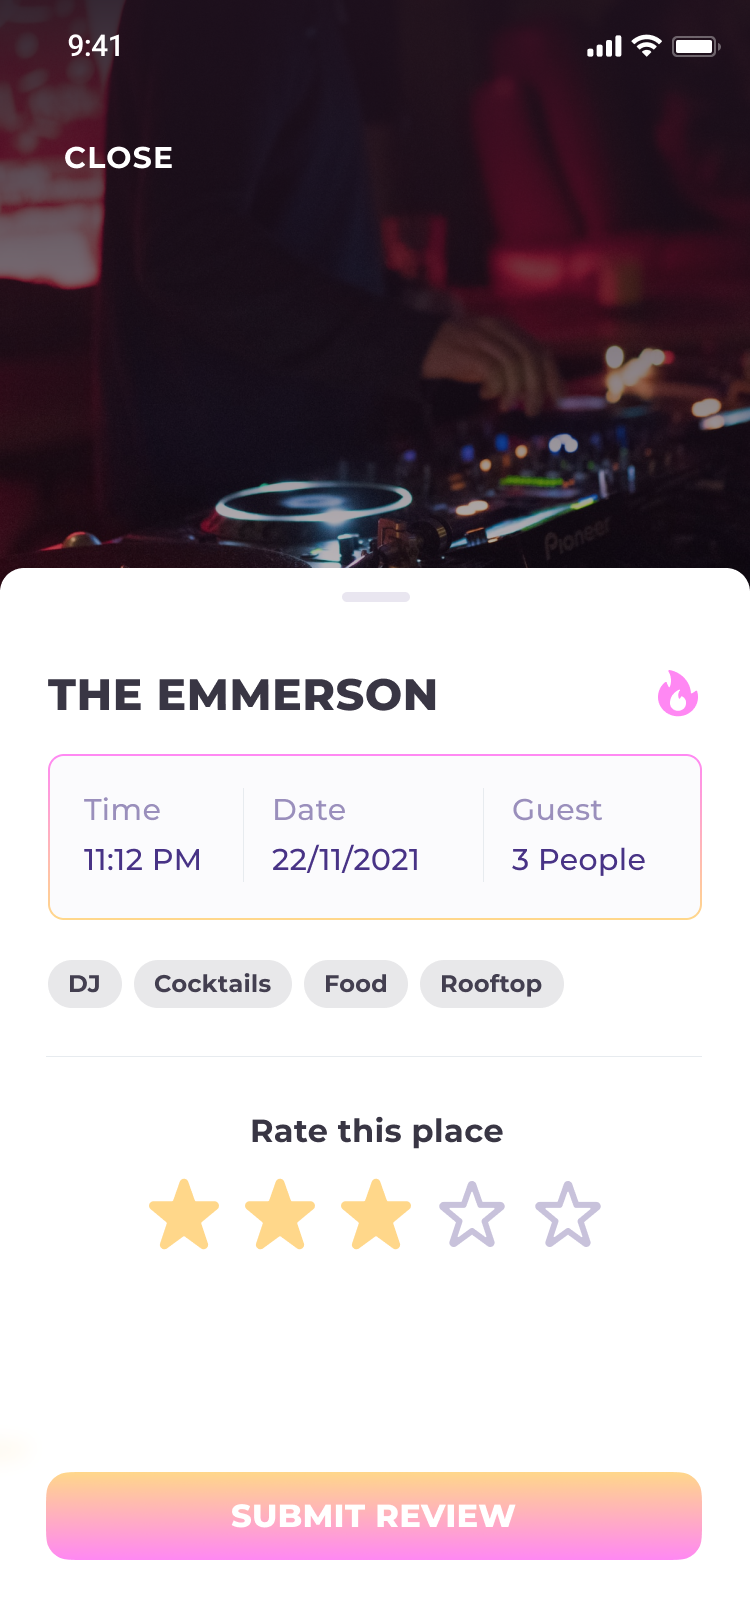 9:41
CLOSE
Pioneer
THE EMMERSON
Time Date Guest
11:12 PM 22/11/2021 3 People
DJ Cocktails Food Rooftop
Rate this place
SUBMIT REVIEW